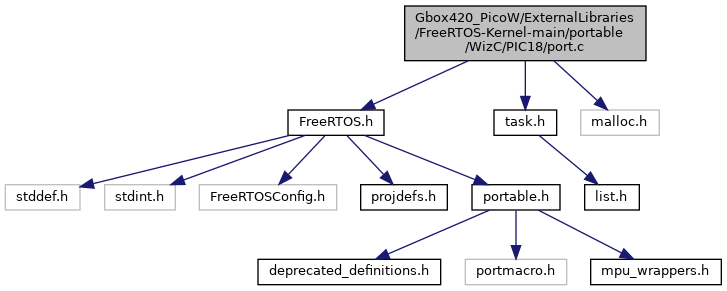 Gbox420_PicoW/ExternalLibraries
/FreeRTOS-Kernel-main/portable
/WizC/PIC18/port.c
FreeRTOS.h
task.h
malloc.h
stddef.h
stdint.h
FreeRTOSConfig.h
projdefs.h
portable.h
list.h
deprecated_definitions.h
portmacro.h
mpu_wrappers.h